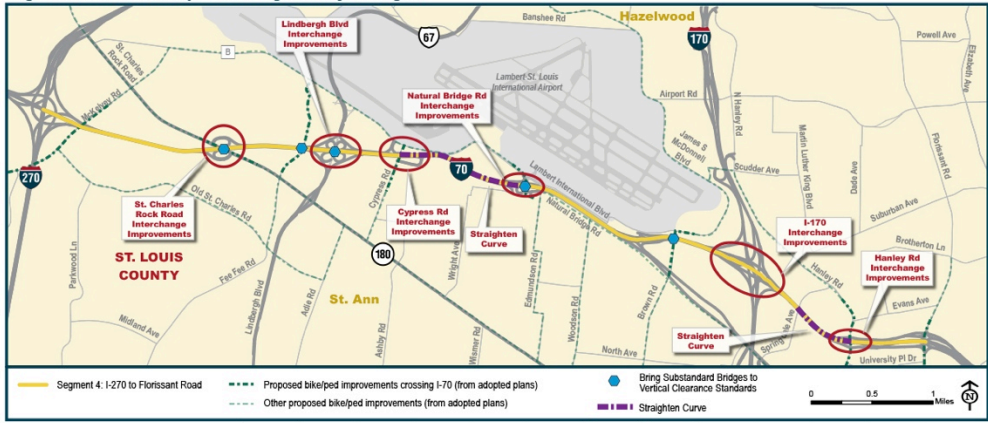 Banshee Rd
Hazelwood
67
170
Powell Ave
Elizabeth Ave
Lindbergh Blvd
Interchange
Improvements
St. Charles
Rock Road
B
McKelvey Rd
Lambert-St. Louis
International Airport
Natural Bridge Rd
Interchange
Improvements
Airport Rd
N Hanley Rd
James S
McDonnell
Blvd
Martin Luther King Blvd
Dade Ave
Florissant Rd
Scudder Ave
Suburban Ave
270
70
Cypress Rd
Lambert International Blvd
Natural Bridge Rd
St. Charles
Rock Road
Interchange
Improvements
Old St. Charles Rd
Cypress Rd
Interchange
Improvements
Straighten
Curve
I-170
Interchange
Improvements
Brotherton Ln
Hanley Rd
Hanley Rd
Interchange
Improvements
ST. LOUIS
COUNTY
180
Parkwood Ln
Fee Fee Rd
Lindbergh Blvd
Adie Rd
St. Ann
Wright Ave
Edmundson Rd
Woodson Rd
Brown Rd
Evans Ave
Midland Ave
Ashby Rd
Wismer Rd
North Ave
Straighten
Curve
Springdale Ave
University Pl Dr
Segment 4: I-270 to Florissant Road
Proposed bike/ped improvements crossing I-70 (from adopted plans)
Other proposed bike/ped improvements (from adopted plans)
Bring Substandard Bridges to
Vertical Clearance Standards
Straighten Curve
0 0.5 1
Miles
N